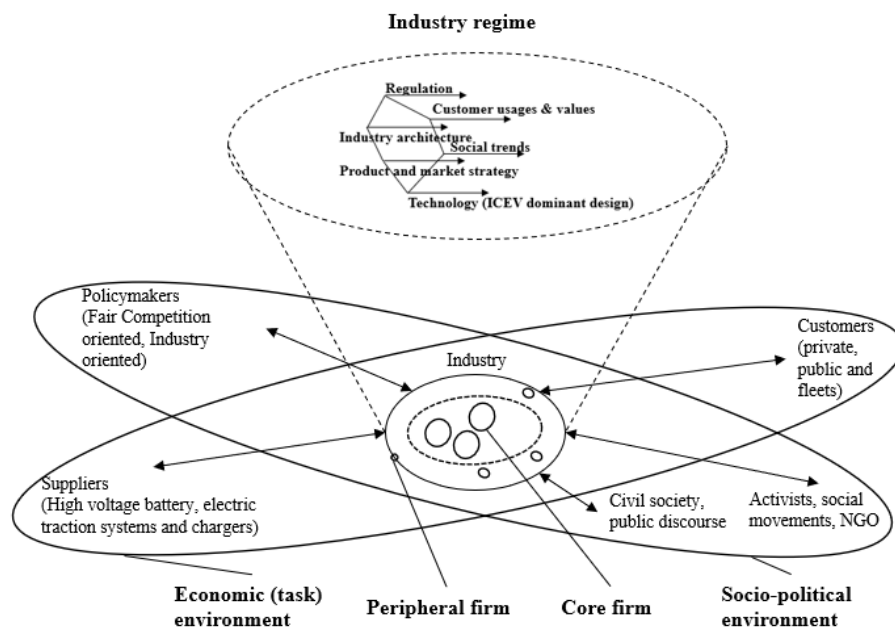 Industry regime
Regulation
Customer usages & values
Industry architecture
Social trends
Product and market strategy
Technology (ICEV dominant design)
Policymakers
(Fair Competition
oriented, Industry
oriented)
Industry
Customers
(private,
public and
fleets)
Suppliers
(High voltage battery, electric
traction systems and chargers)
Civil society,
public discourse
Activists, social
movements, NGO
Economic (task)
environment
Peripheral firm
Core firm
Socio-political
environment